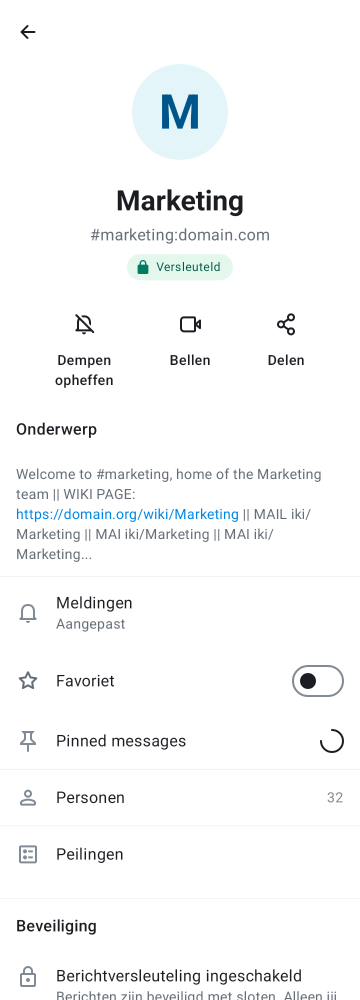 M
Marketing
#marketing:domain.com
Versleuteld
Dempen
opheffen
Bellen
Delen
Onderwerp
Welcome to #marketing, home of the Marketing
team || WIKI PAGE:
https://domain.org/wiki/Marketing || MAIL iki/
Marketing || MAI iki/Marketing || MAI iki/
Marketing...
Meldingen
Aangepast
Favoriet
Pinned messages
Personen
32
Peilingen
Beveiliging
Berichtversleuteling ingeschakeld
Berichten zijn beveiligd met sloten. Alleen jij